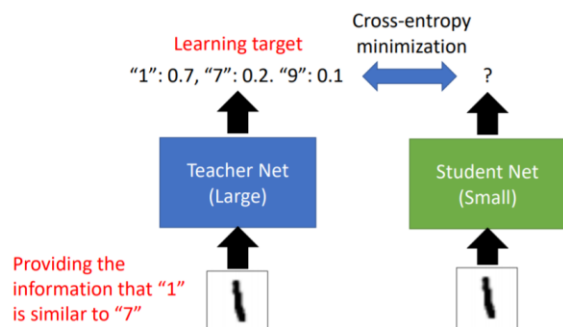 Learning target
Cross-entropy
minimization
“1”: 0.7, “7”: 0.2. “9”: 0.1
?
Teacher Net
(Large)
Student Net
(Small)
Providing the
information that “1”
is similar to “7”